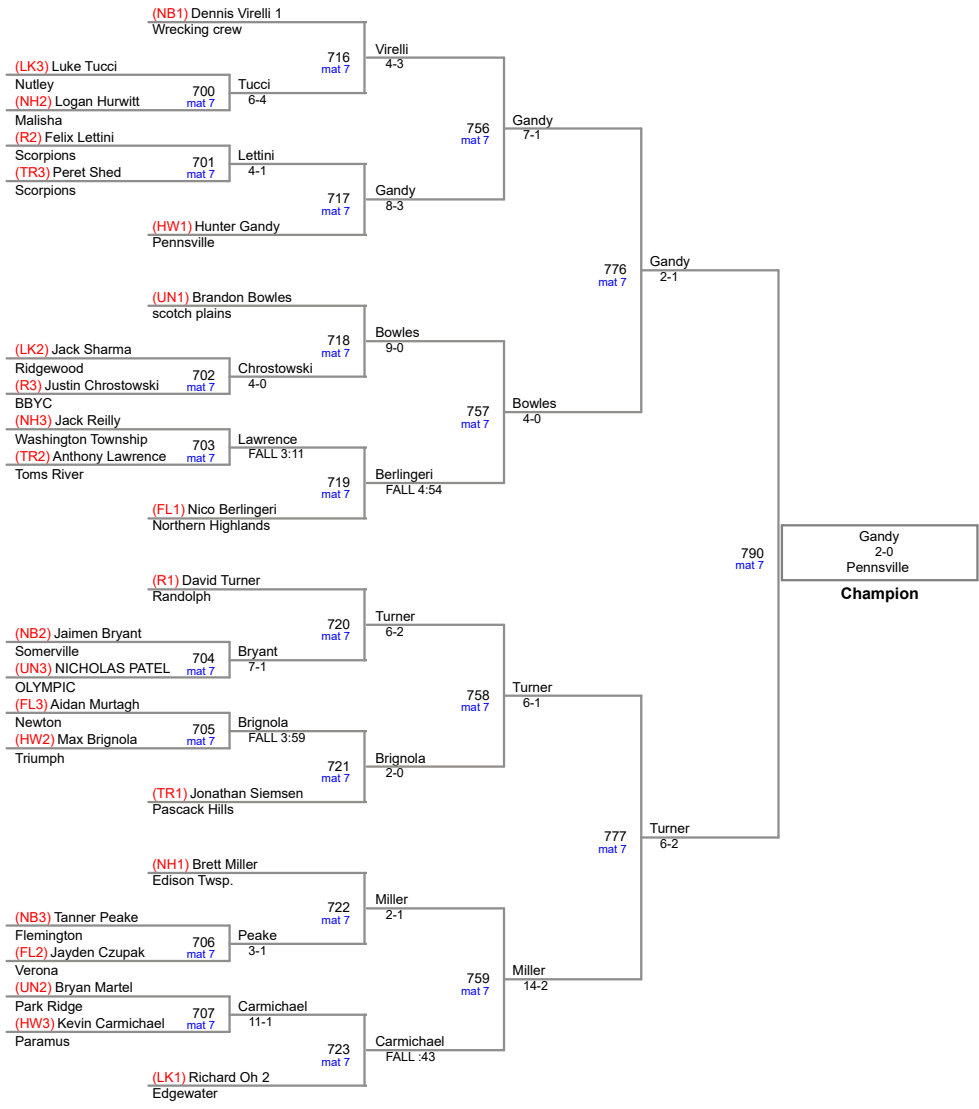 (NB1) Dennis Virelli 1
Wrecking crew
716
mat 7
Virelli
4-3
(LK3) Luke Tucci
Nutley
700
mat 7
Tucci
6-4
(NH2) Logan Hurwitt
Malisha
(R2) Felix Lettini
Scorpions
701
mat 7
Lettini
4-1
(TR3) Peret Shed
Scorpions
717
mat 7
Gandy
8-3
(HW1) Hunter Gandy
Pennsville
756
mat 7
Gandy
7-1
776
mat 7
Gandy
2-1
(UN1) Brandon Bowles
scotch plains
718
mat 7
Bowles
9-0
(LK2) Jack Sharma
Ridgewood
702
mat 7
Chrostowski
4-0
(R3) Justin Chrostowski
BBYC
(NH3) Jack Reilly
Washington Township
703
mat 7
Lawrence
FALL 3:11
(TR2) Anthony Lawrence
Toms River
719
mat 7
Berlingeri
FALL 4:54
(FL1) Nico Berlingeri
Northern Highlands
757
mat 7
Bowles
4-0
790
mat 7
Gandy
2-0
Pennsville
Champion
(R1) David Turner
Randolph
720
mat 7
Turner
6-2
(NB2) Jaimen Bryant
Somerville
704
mat 7
Bryant
7-1
(UN3) NICHOLAS PATEL
OLYMPIC
(FL3) Aidan Murtagh
Newton
705
mat 7
Brignola
FALL 3:59
(HW2) Max Brignola
Triumph
721
mat 7
Brignola
2-0
(TR1) Jonathan Siemsen
Pascack Hills
758
mat 7
Turner
6-1
777
mat 7
Turner
6-2
(NH1) Brett Miller
Edison Twsp.
722
mat 7
Miller
2-1
(NB3) Tanner Peake
Flemington
706
mat 7
Peake
3-1
(FL2) Jayden Czupak
Verona
(UN2) Bryan Martel
Park Ridge
707
mat 7
Carmichael
11-1
(HW3) Kevin Carmichael
Paramus
723
mat 7
Carmichael
FALL :43
(LK1) Richard Oh 2
Edgewater
759
mat 7
Miller
14-2